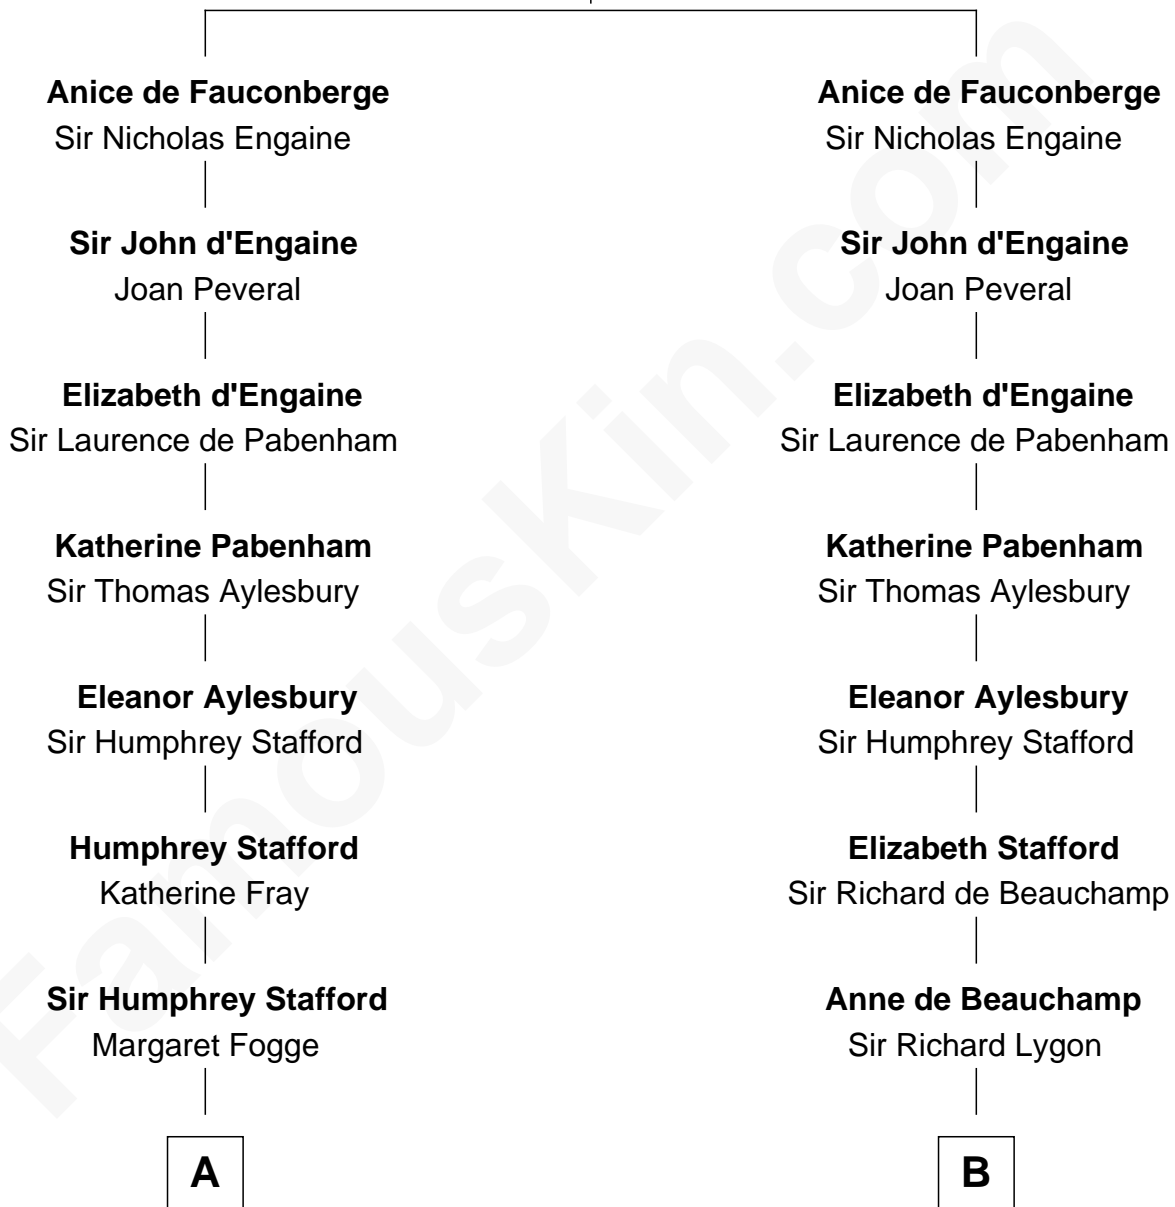 Anice de Fauconberge
Sir Nicholas Engaine
Sir John d'Engaine
Joan Peveral
Elizabeth d'Engaine
Sir Laurence de Pabenham
Katherine Pabenham
Sir Thomas Aylesbury
Eleanor Aylesbury
Sir Humphrey Stafford
Humphrey Stafford
Katherine Fray
Sir Humphrey Stafford
Margaret Fogge
A
Anice de Fauconberge
Sir Nicholas Engaine
Sir John d'Engaine
Joan Peveral
Elizabeth d'Engaine
Sir Laurence de Pabenham
Katherine Pabenham
Sir Thomas Aylesbury
Eleanor Aylesbury
Sir Humphrey Stafford
Elizabeth Stafford
Sir Richard de Beauchamp
Anne de Beauchamp
Sir Richard Lygon
B
FamousKin.com